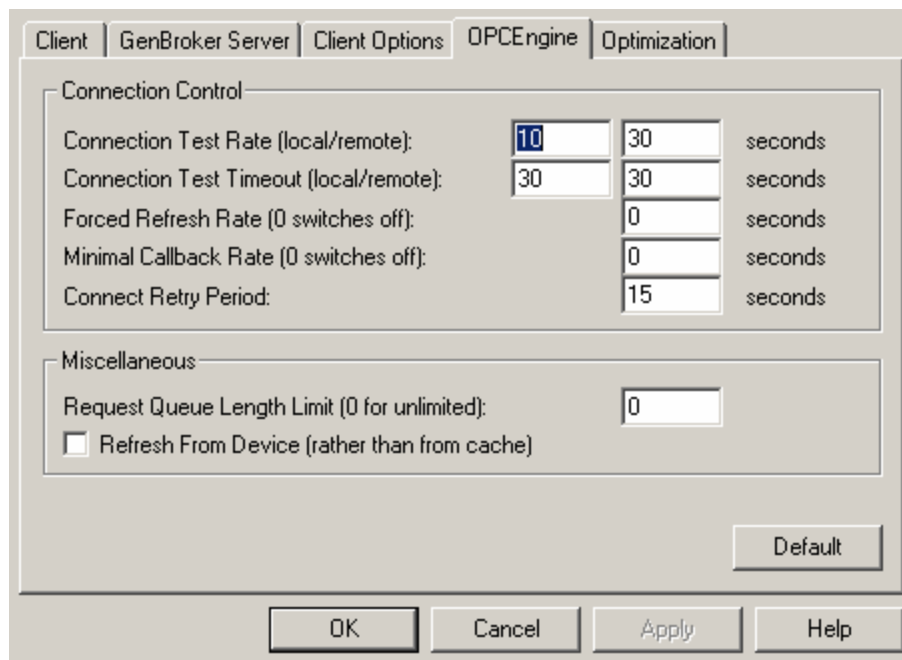 Client GenBroker Server Client Options OPCEngine Optimization
Connection Control
Connection Test Rate (local/remote): 10 30 seconds
Connection Test Timeout (local/remote): 30 30 seconds
Forced Refresh Rate (0 switches off): 0 seconds
Minimal Callback Rate (0 switches off): 0 seconds
Connect Retry Period: 15 seconds
Miscellaneous
Request Queue Length Limit (0 for unlimited): 0
Refresh From Device (rather than from cache)
Default
OK Cancel Apply Help